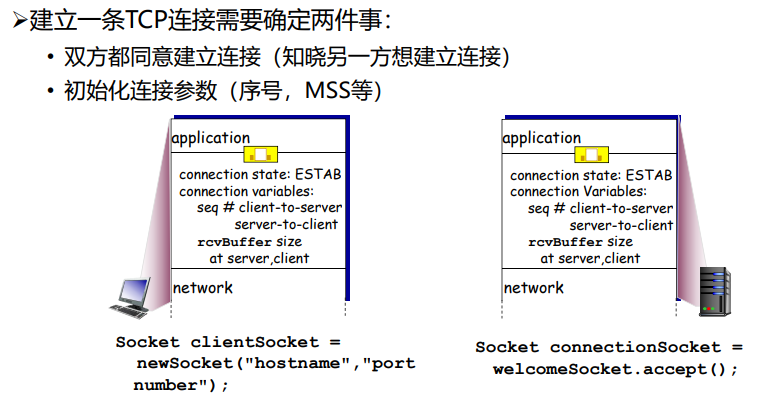 ➢建立一条TCP连接需要确定两件事：
• 双方都同意建立连接（知晓另一方想建立连接）
• 初始化连接参数（序号，MSS等）
application
connection state: ESTAB
connection variables:
seq # client-to-server
server-to-client
rcvBuffer size
at server,client
network
Socket clientSocket =
newSocket("hostname","port
number");
application
connection state: ESTAB
connection Variables:
seq # client-to-server
server-to-client
rcvBuffer size
at server,client
network
Socket connectionSocket =
welcomeSocket.accept();